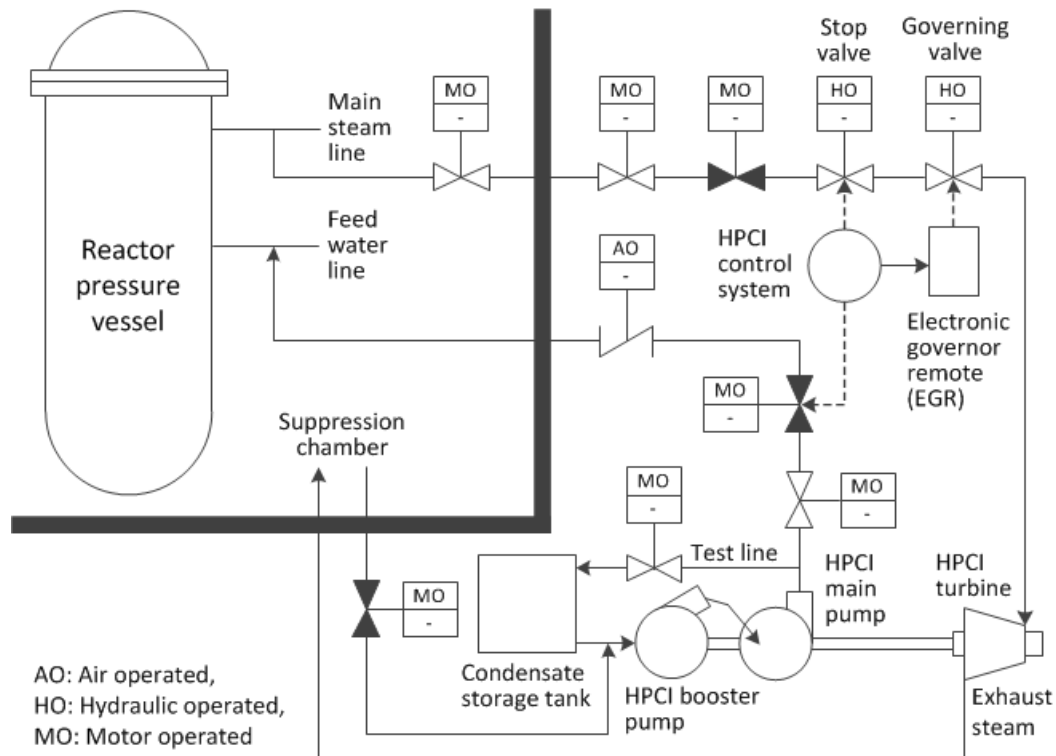 Stop
valve
Governing
valve
MO
-
MO
-
MO
-
HO
-
HO
-
Main
steam
line
Feed
water
line
Reactor
pressure
vessel
AO
-
HPCI
control
system
Electronic
governor
remote
(EGR)
MO
-
Suppression
chamber
MO
-
MO
-
Test line
HPCI
main
pump
HPCI
turbine
MO
-
Condensate
storage tank
HPCI booster
pump
Exhaust
steam
AO: Air operated,
HO: Hydraulic operated,
MO: Motor operated